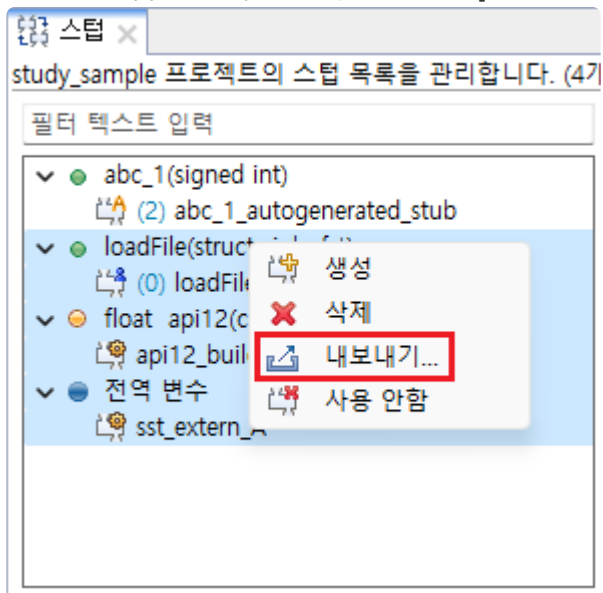 스텁
study_sample 프로젝트의 스텁 목록을 관리합니다. (4개
필터 텍스트 입력
abc_1(signed int)
(2) abc_1_autogenerated_stub
loadFile(struct
(0) loadFile
생성
float api12(c
삭제
api12_buil
내보내기...
전역 변수
사용 안함
sst_extern_A